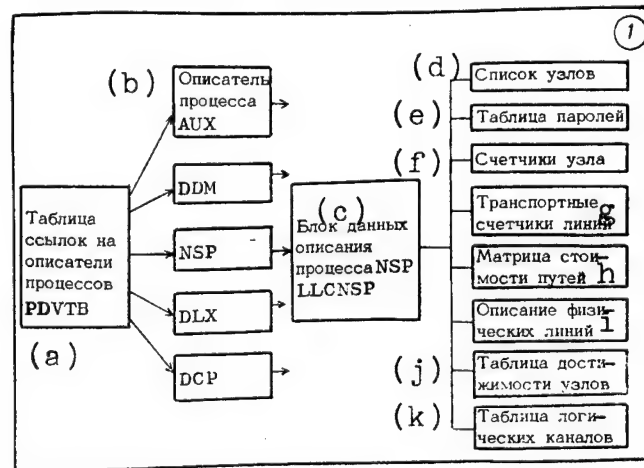 1
(a)
Таблица
ссылок на
описатели
процессов
PDVTB
(b)
Описатель
процесса
AUX
DDM
NSP
DLX
DCP
(c)
Блок данных
описания
процесса NSP
LLCNSP
(d)
Список узлов
(e)
Таблица паролей
(f)
Счетчики узла
Транспортные
счетчики линий g
Матрица стои-
мости путей h
Описание физи-
ческих линий i
(j)
Таблица дости-
жимости узлов
(k)
Таблица логи-
ческих каналов